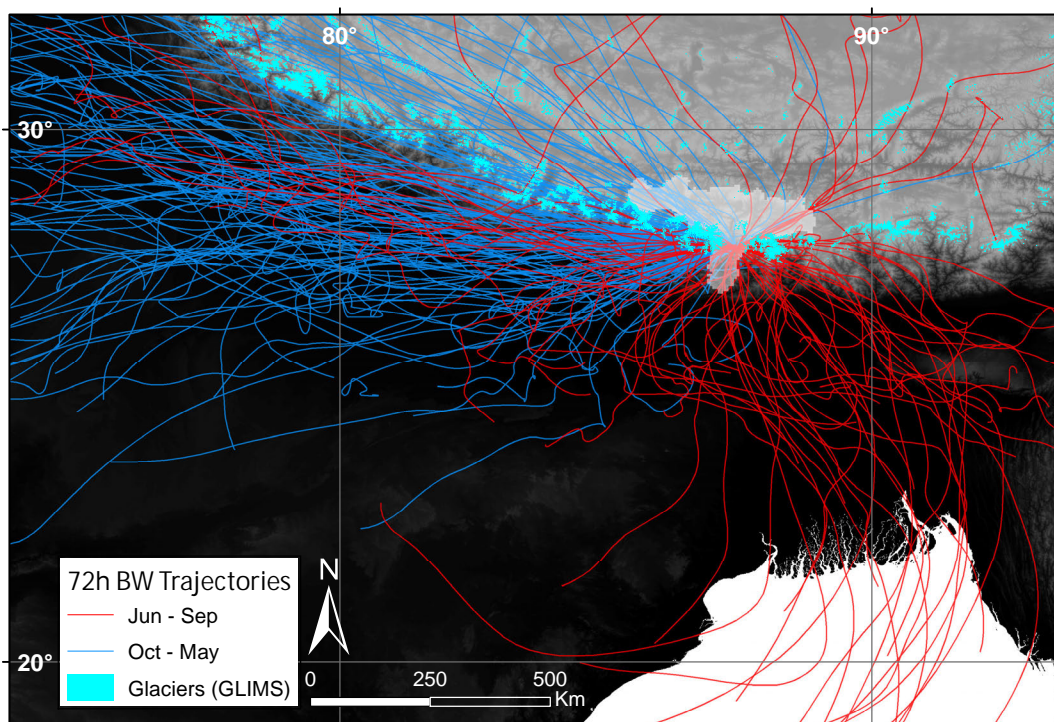 80°
90°
30°
20°
72h BW Trajectories
Jun - Sep
Oct - May
Glaciers (GLIMS)
N
0 250 500
Km